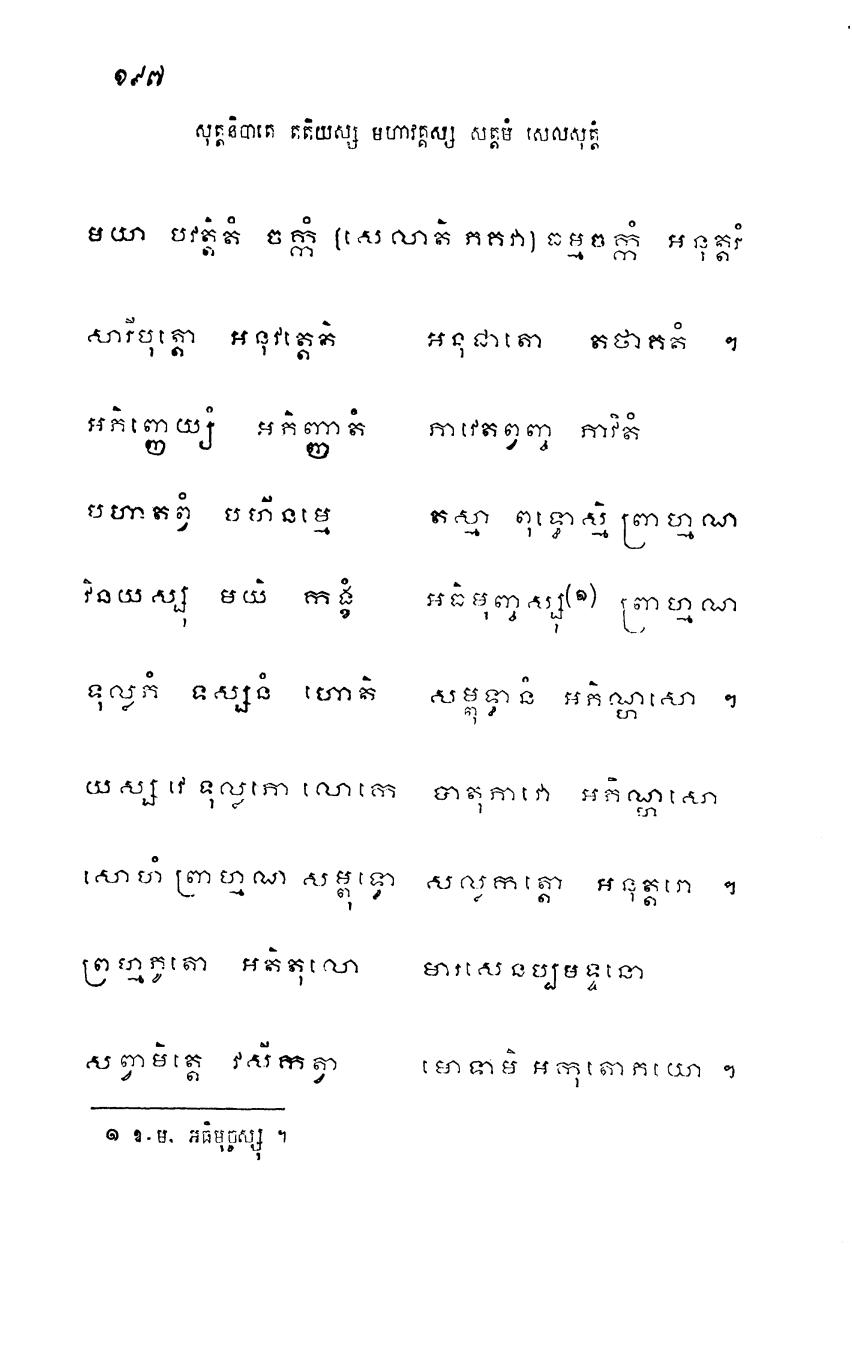 ១៩៧
សុត្តនិបាតេ តតិយស្ស មហាវគ្គស្ស សត្តមំ សេលសុត្តំ
មយា បវត្តិតំ ចក្កំ (សេលាតិ ភគវា) ធម្មចក្កំ អនុត្តរំ
សារីបុត្តោ អនុវត្តេតិ អនុជាតោ តថាគតំ ។
អភិញ្ញេយ្យំ អភិញ្ញាតំ ភាវេតព្វញ្ច ភាវិតំ
បហាតព្វំ បហីនម្មេ តស្មា ពុទ្ធោស្មិ ព្រាហ្មណ
វិនយស្សុ មយិ កង្ខំ អធិមុញ្ចស្សុ(១) ព្រាហ្មណ
ទុល្លភំ ទស្សនំ ហោតិ សម្ពុទ្ធានំ អភិណ្ហសោ ។
យស្ស វេ ទុល្លភោ លោកេ បាតុភាវោ អភិណ្ហសោ
សោហំ ព្រាហ្មណ សម្ពុទ្ធោ សល្លកត្តោ អនុត្តរោ ។
ព្រហ្មភូតោ អតិតុលោ មារសេនប្បមទ្ទនោ
សព្វាមិត្តេ វសីកត្វា មោទាមិ អកុតោភយោ ។
១ ឱ.ម. អធិមុច្ចស្សុ ។